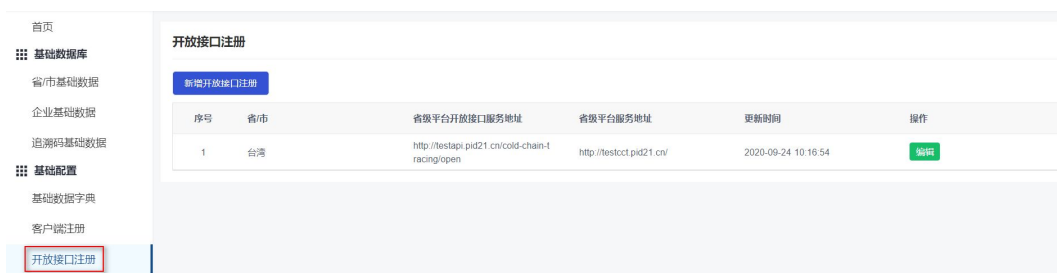 首页
基础数据库
省/市基础数据
企业基础数据
追溯码基础数据
基础配置
基础数据字典
客户端注册
开放接口注册
开放接口注册
新增开放接口注册
序号 省/市 省级平台开放接口服务地址 省级平台服务地址 更新时间 操作
1 台湾 http://testapi.pid21.cn/cold-chain-t
racing/open http://testcct.pid21.cn/ 2020-09-24 10:16:54 编辑